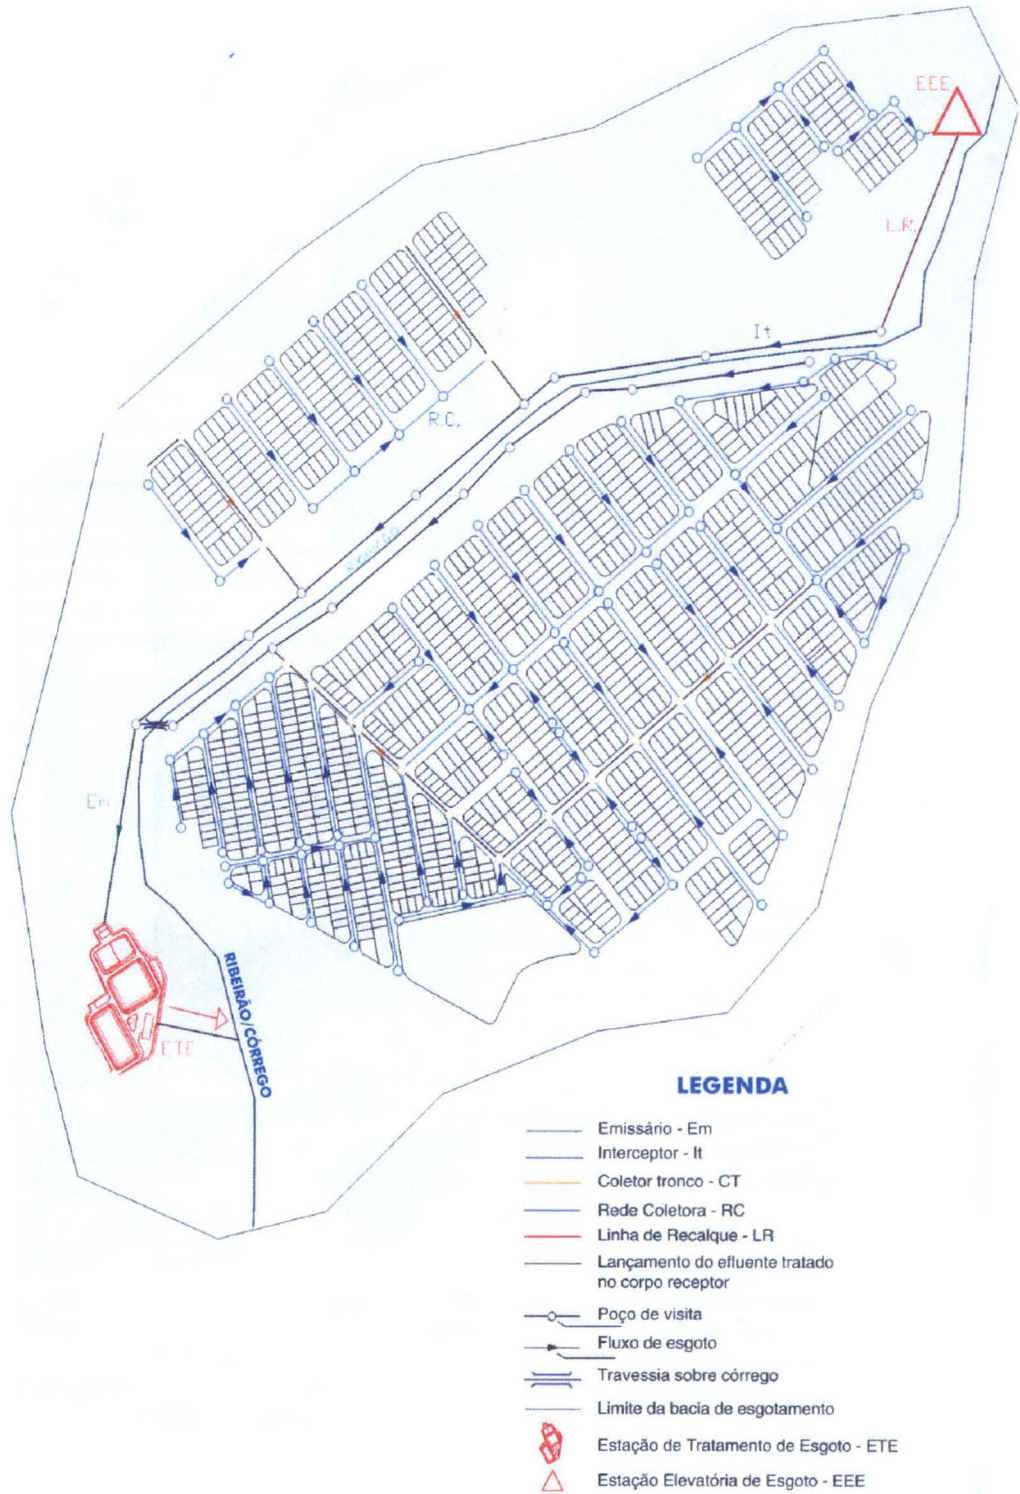 EEE
L.R.
It
R.C.
Em
RIBEIRÃO/CÓRREGO
ETE
LEGENDA
Emissário - Em
Interceptor - It
Coletor tronco - CT
Rede Coletora - RC
Linha de Recalque - LR
Lançamento do efluente tratado
no corpo receptor
Poço de visita
Fluxo de esgoto
Travessia sobre córrego
Limite da bacia de esgotamento
Estação de Tratamento de Esgoto - ETE
Estação Elevatória de Esgoto - EEE